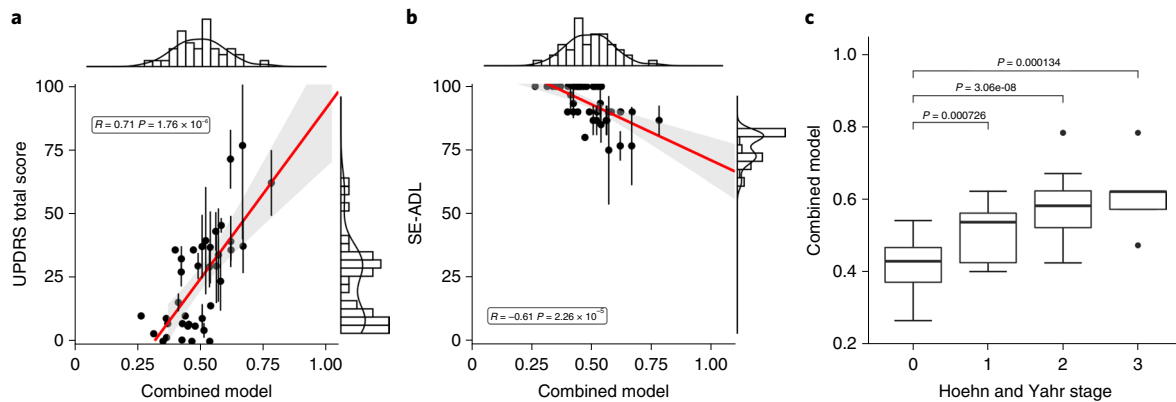 a
UPDRS total score
100
75
50
25
0
R = 0.71 P = 1.76 × 10⁻⁶
0 0.25 0.50 0.75 1.00
Combined model
b
SE-ADL
100
75
50
25
0
R = −0.61 P = 2.26 × 10⁻⁵
0 0.25 0.50 0.75 1.00
Combined model
c
Combined model
1.0
0.8
0.6
0.4
0.2
P = 0.000134
P = 3.06e-08
P = 0.000726
0 1 2 3
Hoehn and Yahr stage